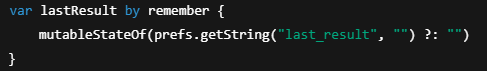 var lastResult by remember {
    mutableStateOf(prefs.getString("last_result", "") ?: "")
}